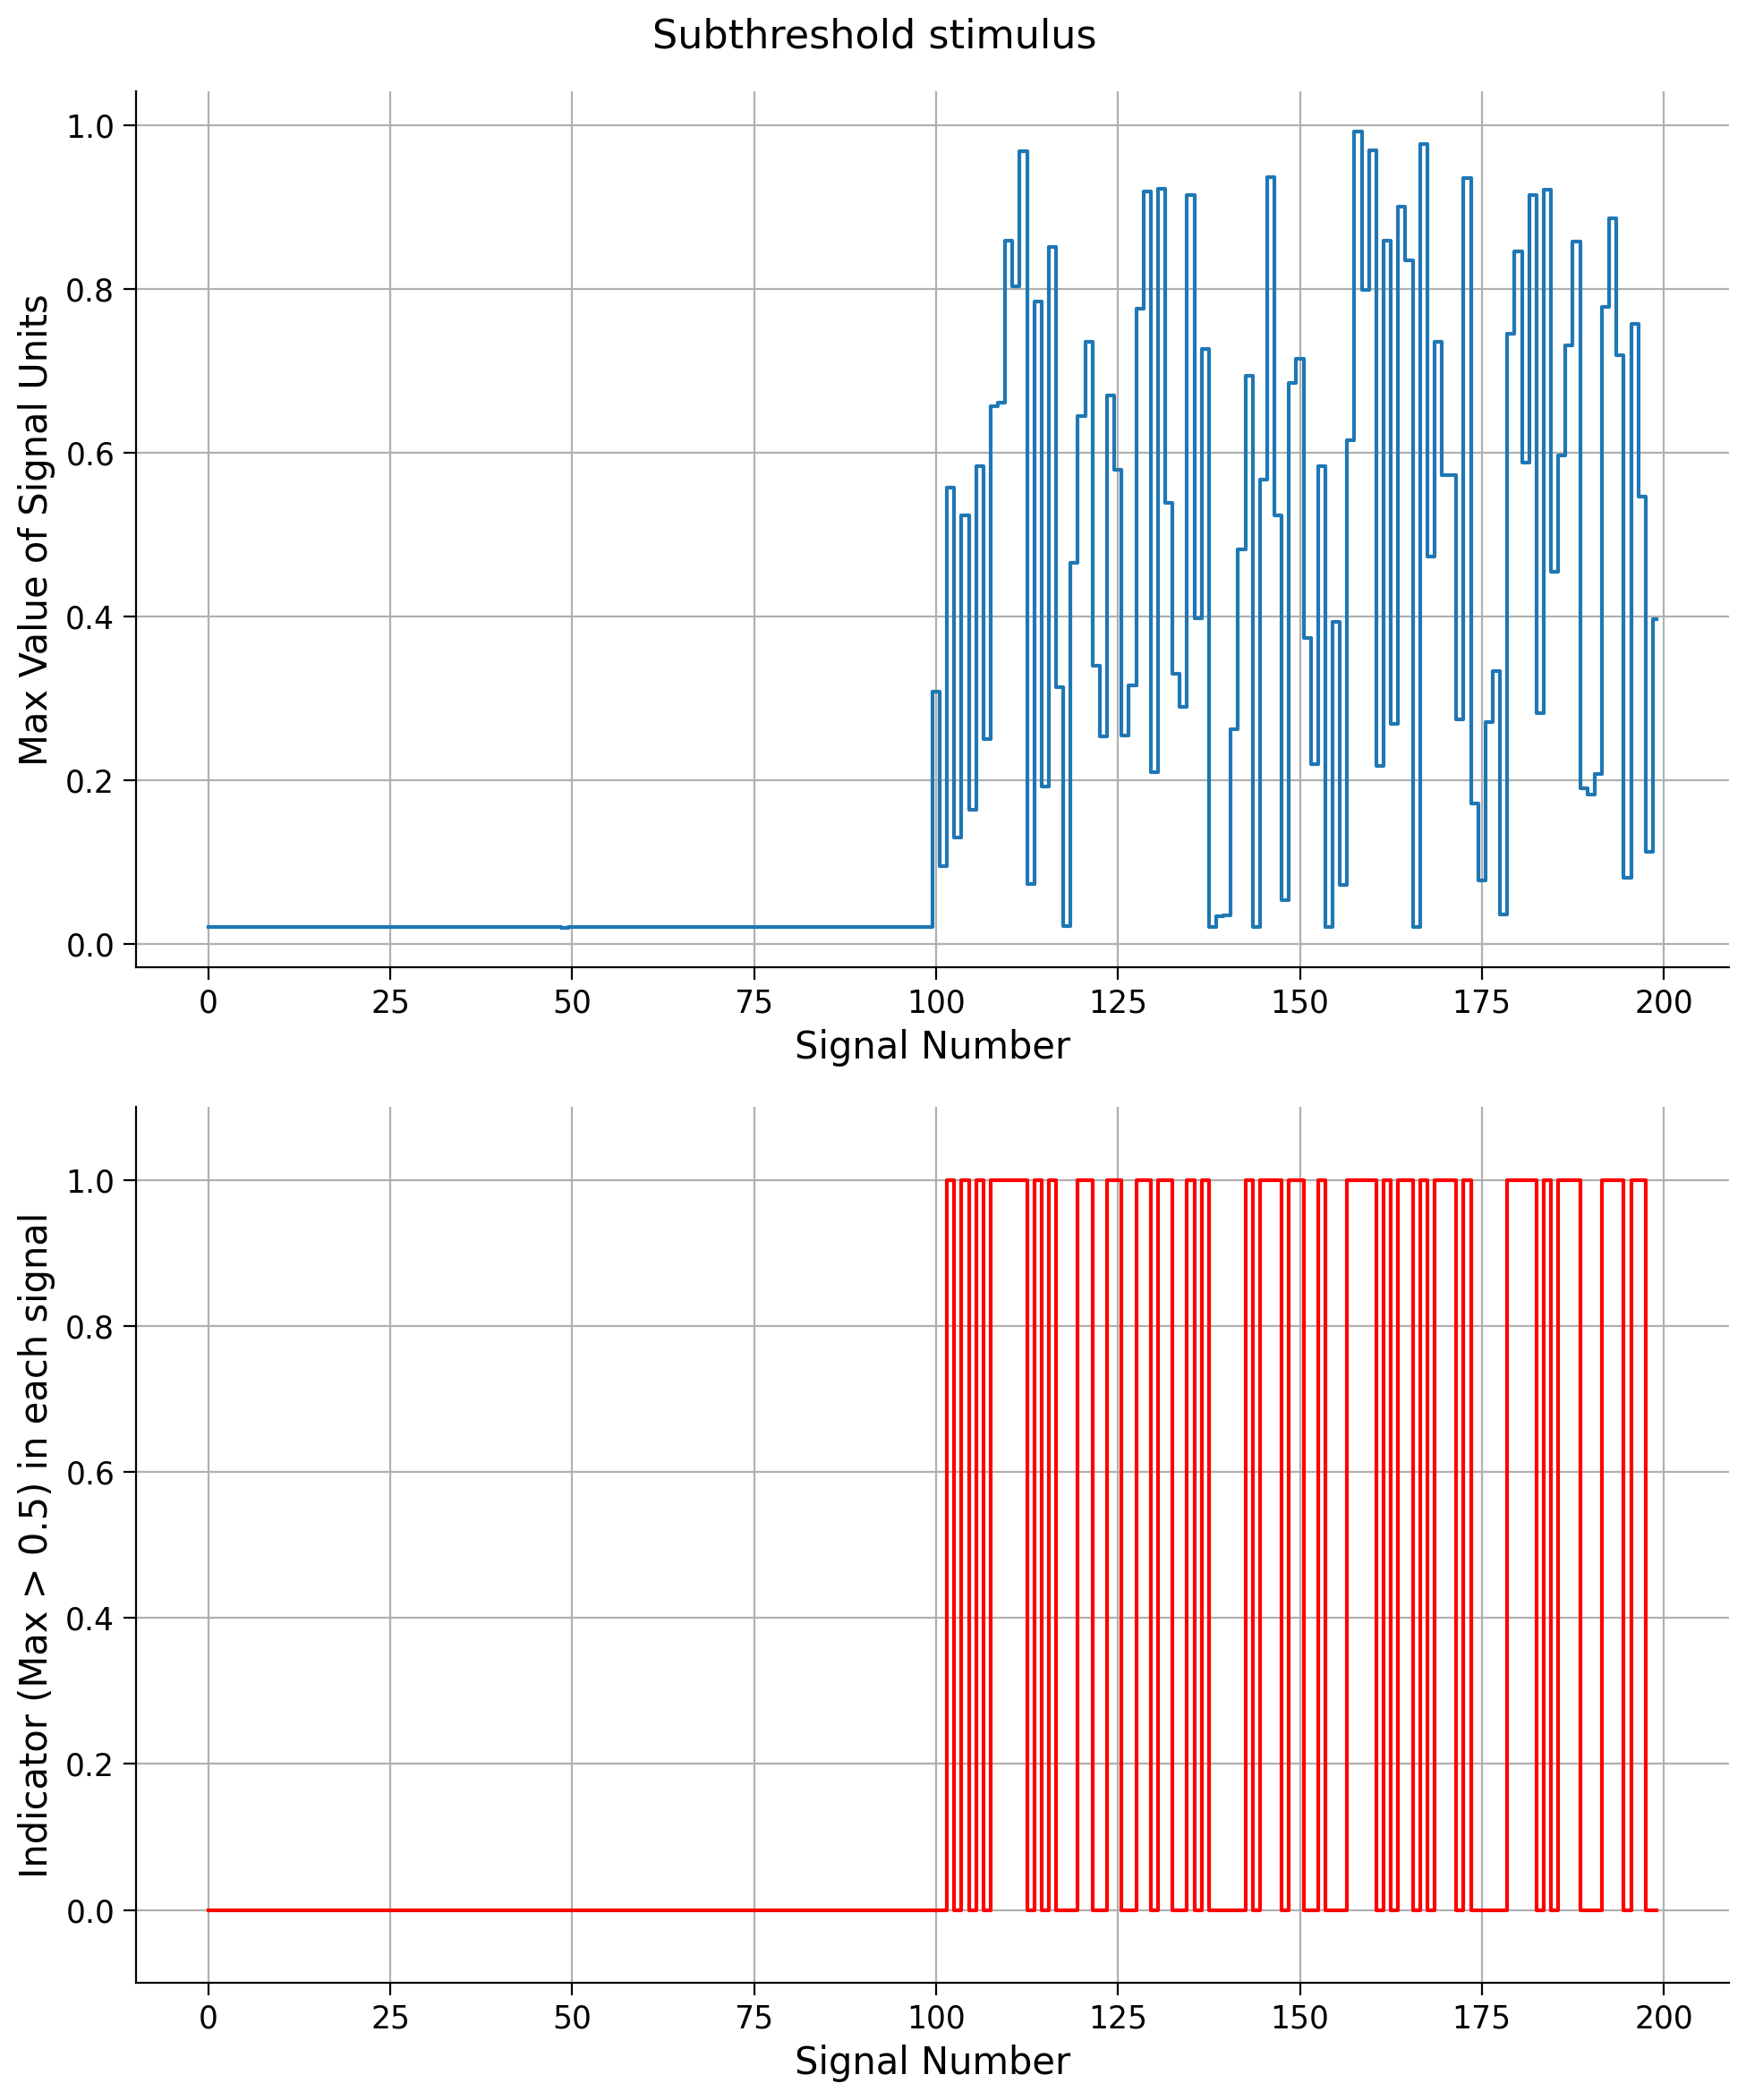 Subthreshold stimulus
Max Value of Signal Units
1.0
0.8
0.6
0.4
0.2
0.0
0 25 50 75 100 125 150 175 200
Signal Number
Indicator (Max > 0.5) in each signal
1.0
0.8
0.6
0.4
0.2
0.0
0 25 50 75 100 125 150 175 200
Signal Number